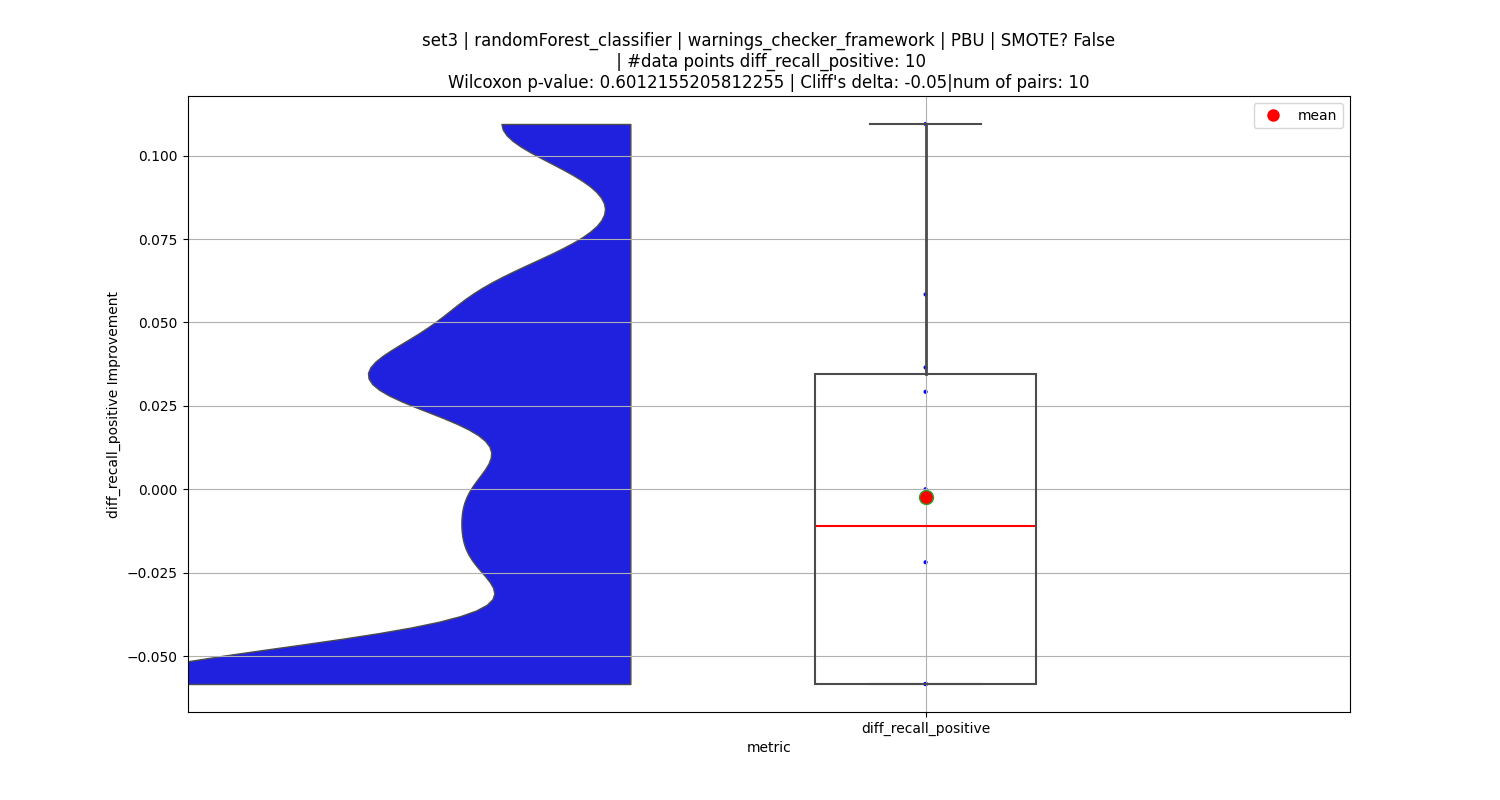 set3 | randomForest_classifier | warnings_checker_framework | PBU | SMOTE? False
| #data points diff_recall_positive: 10
Wilcoxon p-value: 0.6012155205812255 | Cliff's delta: -0.05|num of pairs: 10
mean
0.100
0.075
0.050
0.025
0.000
−0.025
−0.050
diff_recall_positive Improvement
diff_recall_positive
metric